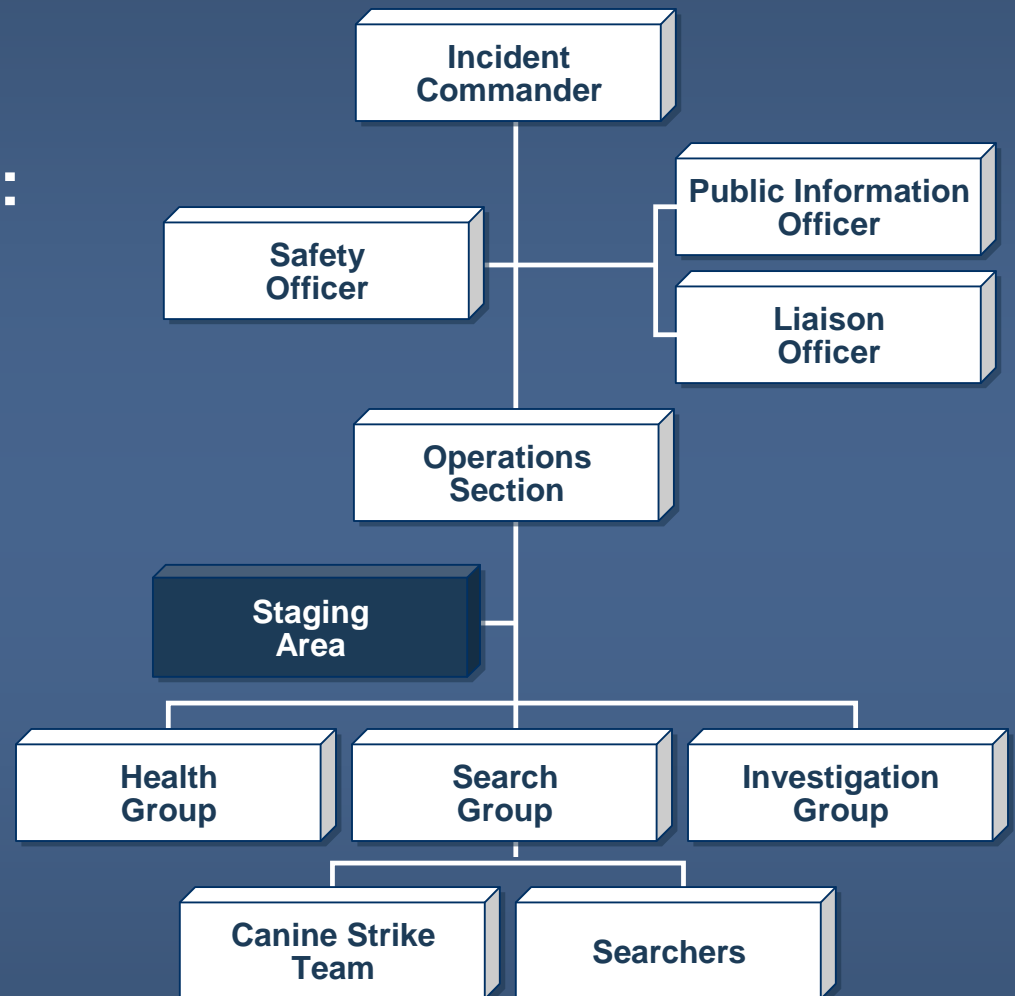 Incident
Commander
:
Public Information
Officer
Safety
Officer
Liaison
Officer
Operations
Section
Staging
Area
Health
Group
Search
Group
Investigation
Group
Canine Strike
Team
Searchers